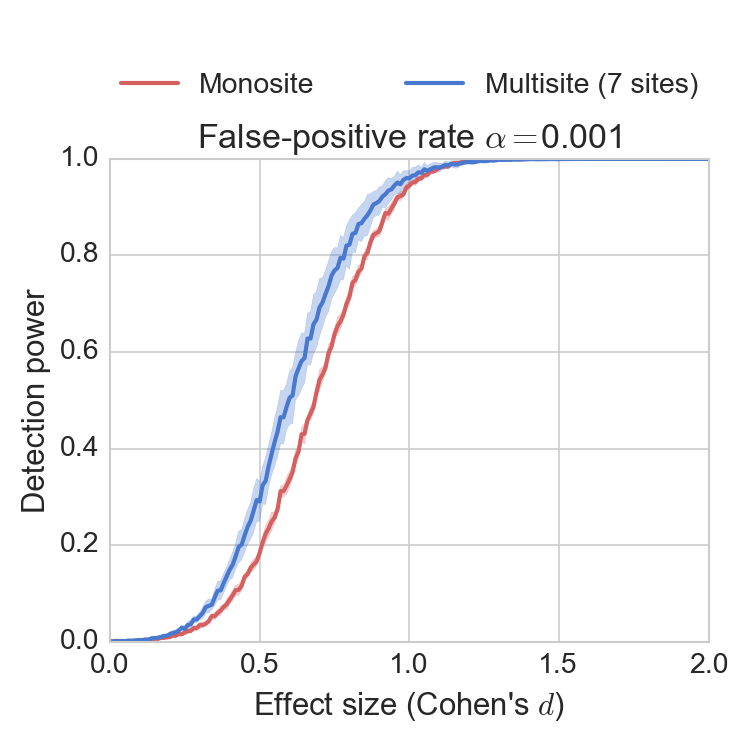 Monosite Multisite (7 sites)
False-positive rate α=0.001
1.0
0.8
0.6
0.4
0.2
0.0
Detection power
0.0 0.5 1.0 1.5 2.0
Effect size (Cohen's d)